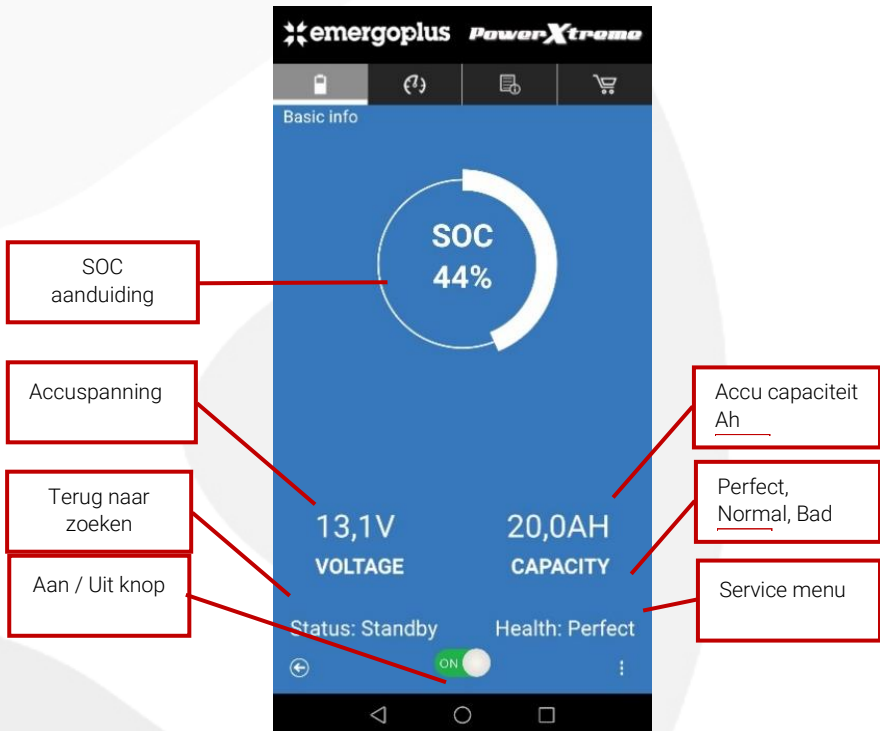 emergoplus PowerXtreme
Basic info
SOC
44%
SOC
aanduiding
Accuspanning
Accu capaciteit
Ah
Terug naar
zoeken
Perfect,
Normal, Bad
13,1V
20,0AH
VOLTAGE
CAPACITY
Aan / Uit knop
Service menu
Status: Standby
Health: Perfect
ON